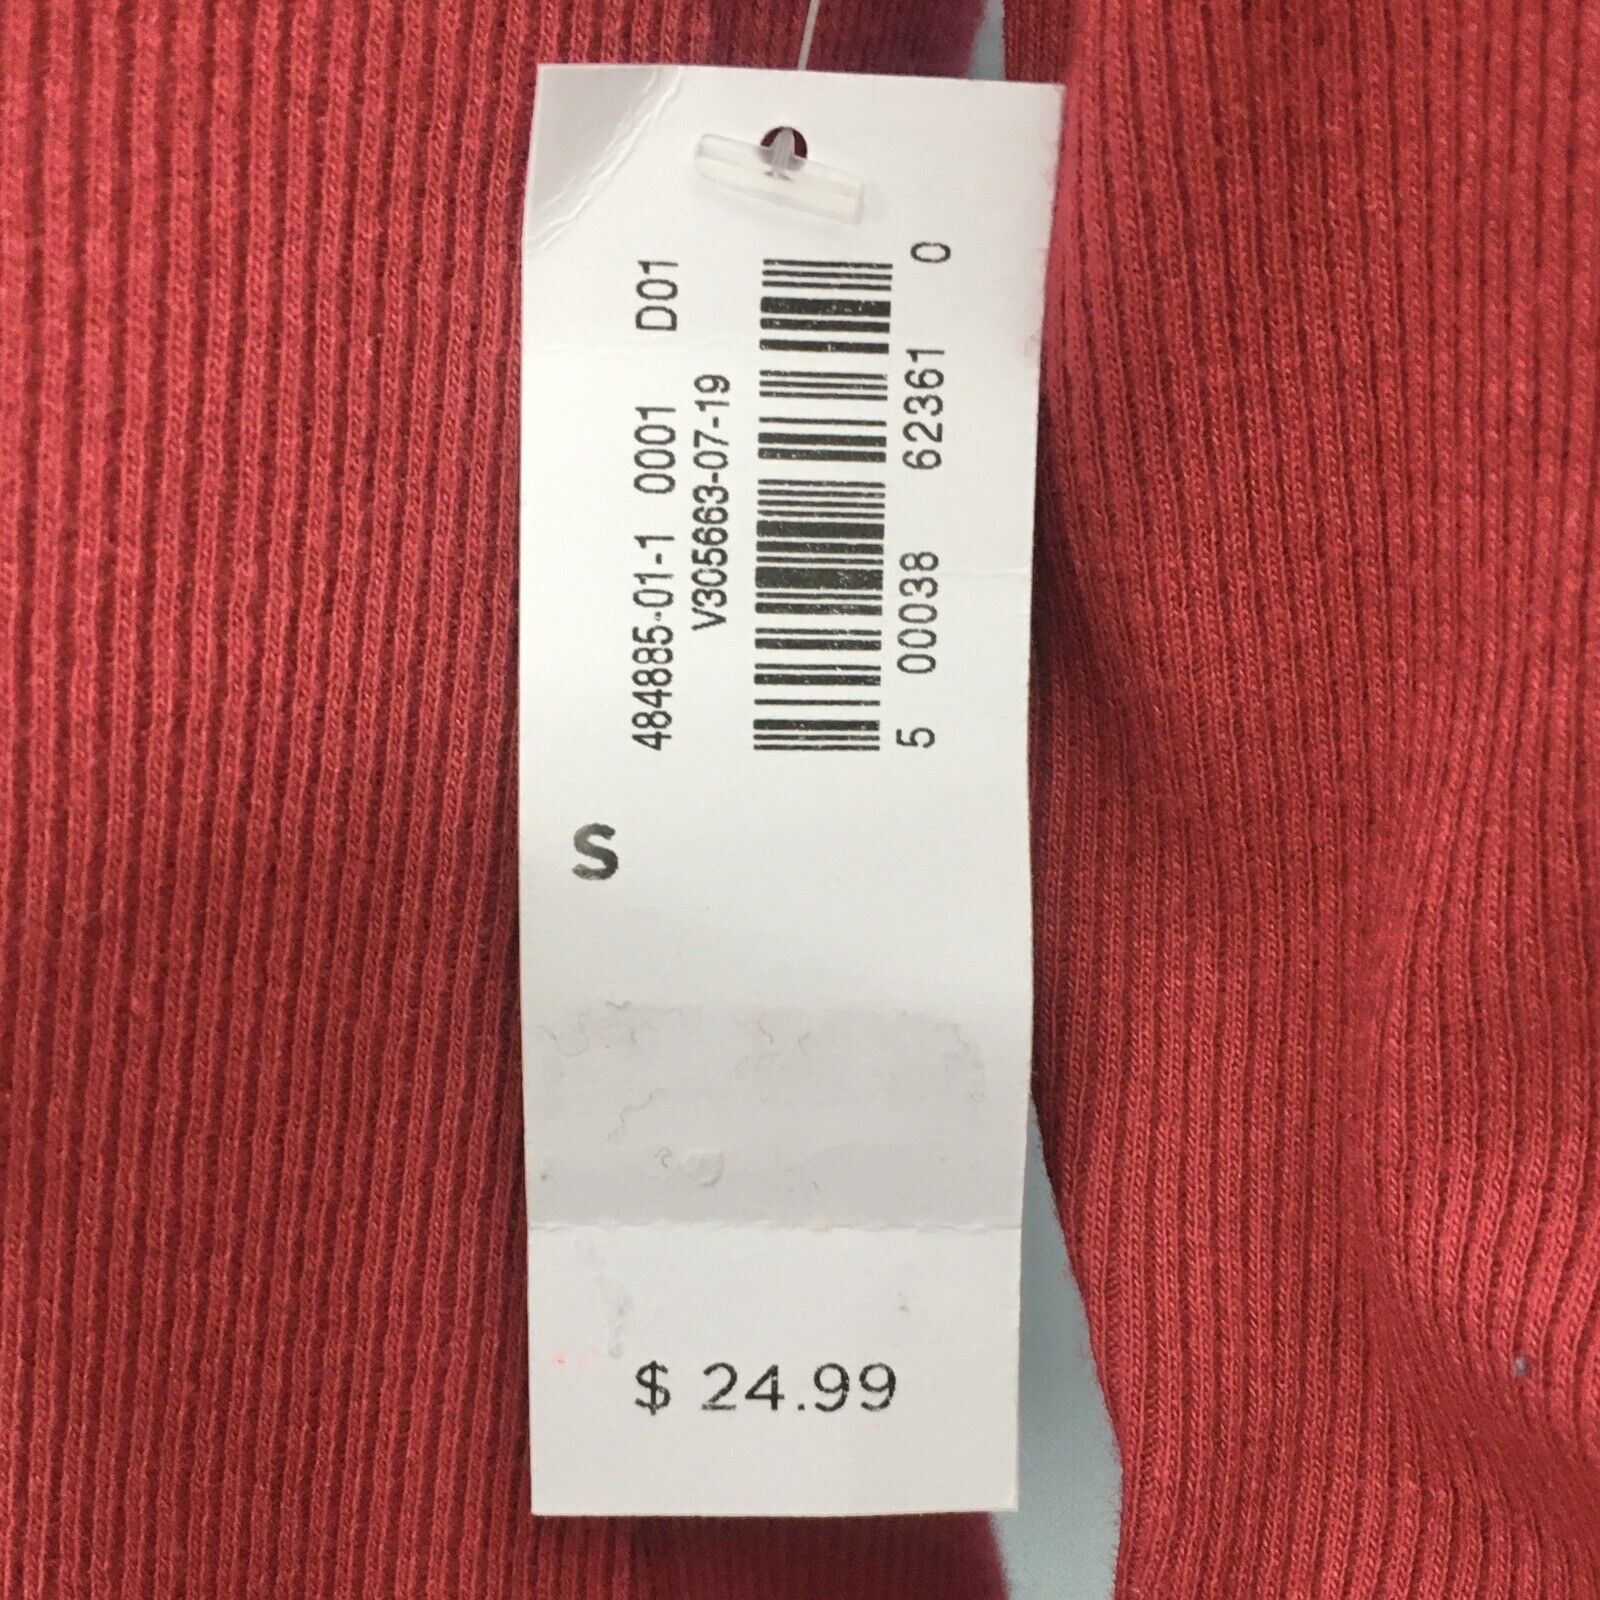 484885-01-1 0001 D01
V305663-07-19
5 00038 62361 0
S
$ 24.99